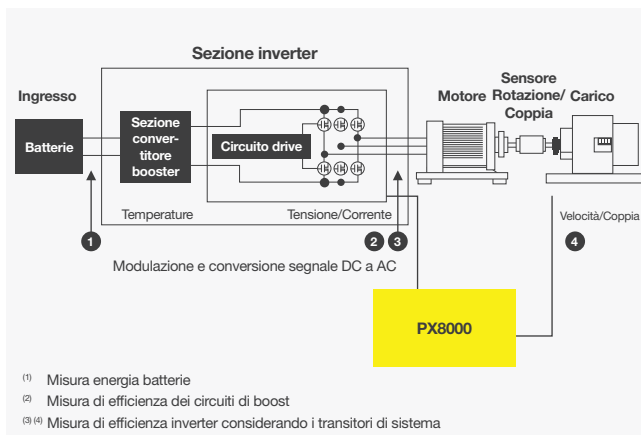 Sezione inverter
Ingresso
Batterie
Sezione
conver-
titore
booster
Circuito drive
Motore
Sensore
Rotazione/
Coppia
Carico
Temperature
Tensione/Corrente
Velocità/Coppia
1
2
3
4
Modulazione e conversione segnale DC a AC
PX8000
(1) Misura energia batterie
(2) Misura di efficienza dei circuiti di boost
(3) (4) Misura di efficienza inverter considerando i transitori di sistema